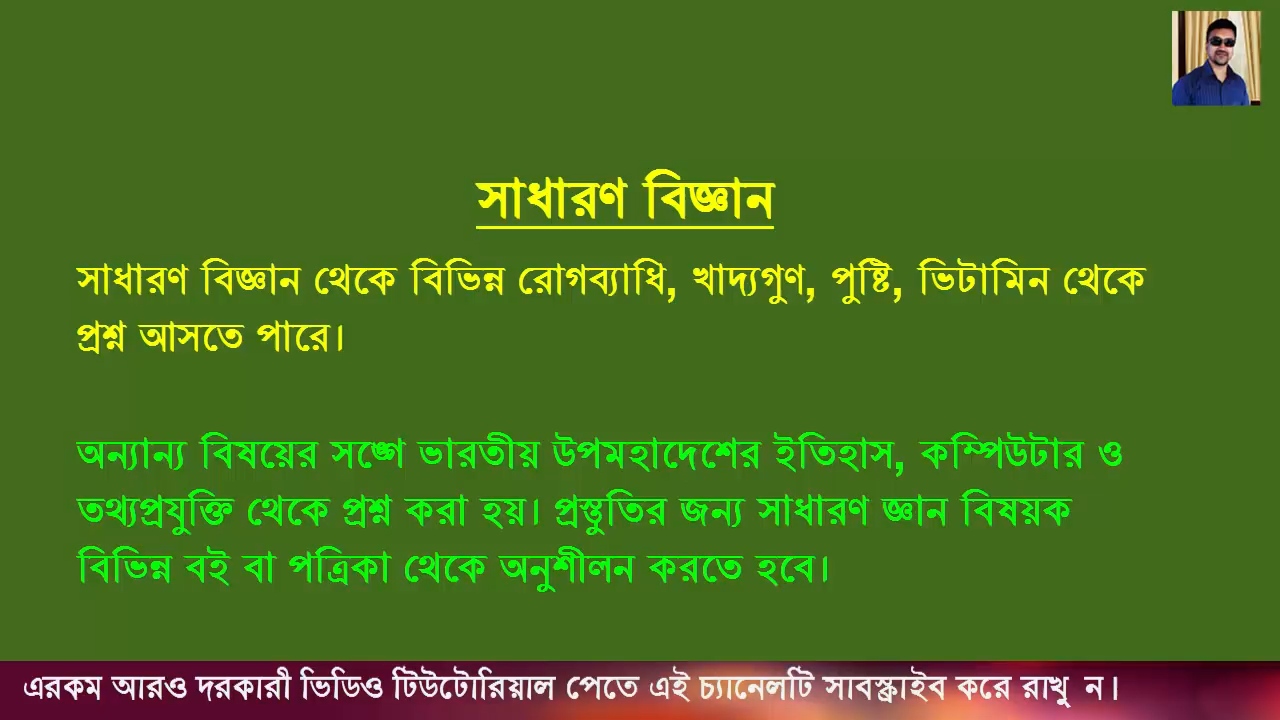 সাধারণ বিজ্ঞান
সাধারণ বিজ্ঞান থেকে বিভিন্ন রোগব্যাধি, খাদ্যগুণ, পুষ্টি, ভিটামিন থেকে
প্রশ্ন আসতে পারে।
অন্যান্য বিষয়ের সঙ্গে ভারতীয় উপমহাদেশের ইতিহাস, কম্পিউটার ও
তথ্যপ্রযুক্তি থেকে প্রশ্ন করা হয়। প্রস্তুতির জন্য সাধারণ জ্ঞান বিষয়ক
বিভিন্ন বই বা পত্রিকা থেকে অনুশীলন করতে হবে।
এরকম আরও দরকারী ভিডিও টিউটোরিয়াল পেতে এই চ্যানেলটি সাবস্ক্রাইব করে রাখু ন।